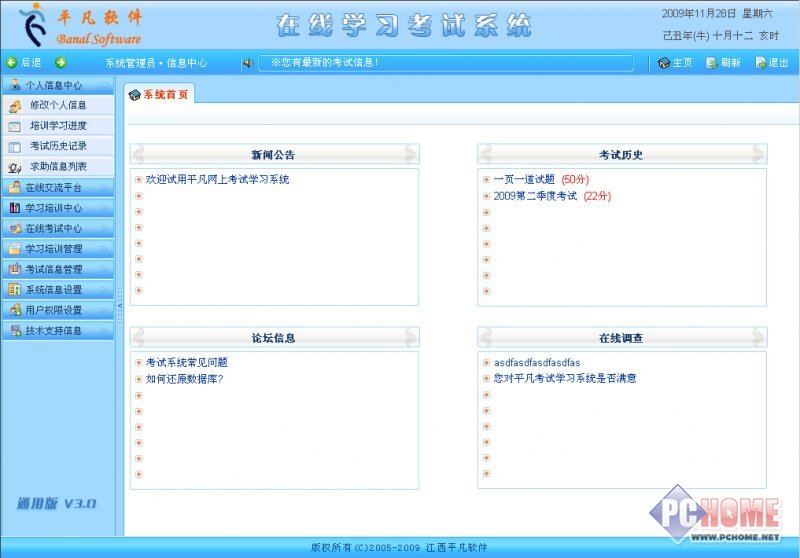 平凡软件
Banal Software
在线学习考试系统
2009年11月28日 星期六
己丑年(牛)十月十二 亥时
后退
系统管理员・信息中心
※您有最新的考试信息!
主页 刷新 退出
个人信息中心
修改个人信息
培训学习进度
考试历史记录
求助信息列表
在线交流平台
学习培训中心
在线考试中心
学习培训管理
考试信息管理
系统信息设置
用户权限设置
技术支持信息
通用版 V3.0
系统首页
新闻公告
欢迎试用平凡网上考试学习系统
考试历史
一页一道试题 (50分)
2009第二季度考试 (22分)
论坛信息
考试系统常见问题
如何还原数据库?
在线调查
asdfasdfasdfasdfas
您对平凡考试学习系统是否满意
PCHOME
WWW.PCHOME.NET
版权所有(C)2005-2009 江西平凡软件